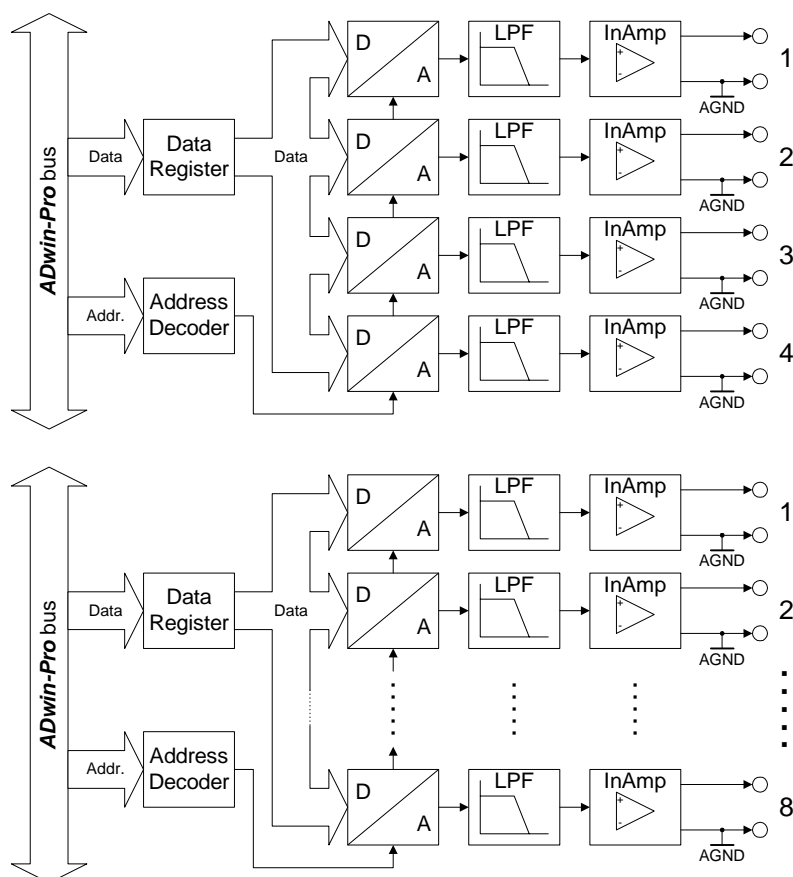 ADwin-Pro bus
Data
Data Register
Data
Addr.
Address Decoder
D
A
LPF
InAmp
+
-
AGND
1
D
A
LPF
InAmp
+
-
AGND
2
D
A
LPF
InAmp
+
-
AGND
3
D
A
LPF
InAmp
+
-
AGND
4
ADwin-Pro bus
Data
Data Register
Data
Addr.
Address Decoder
D
A
LPF
InAmp
+
-
AGND
1
D
A
LPF
InAmp
+
-
AGND
2
D
A
LPF
InAmp
+
-
AGND
8